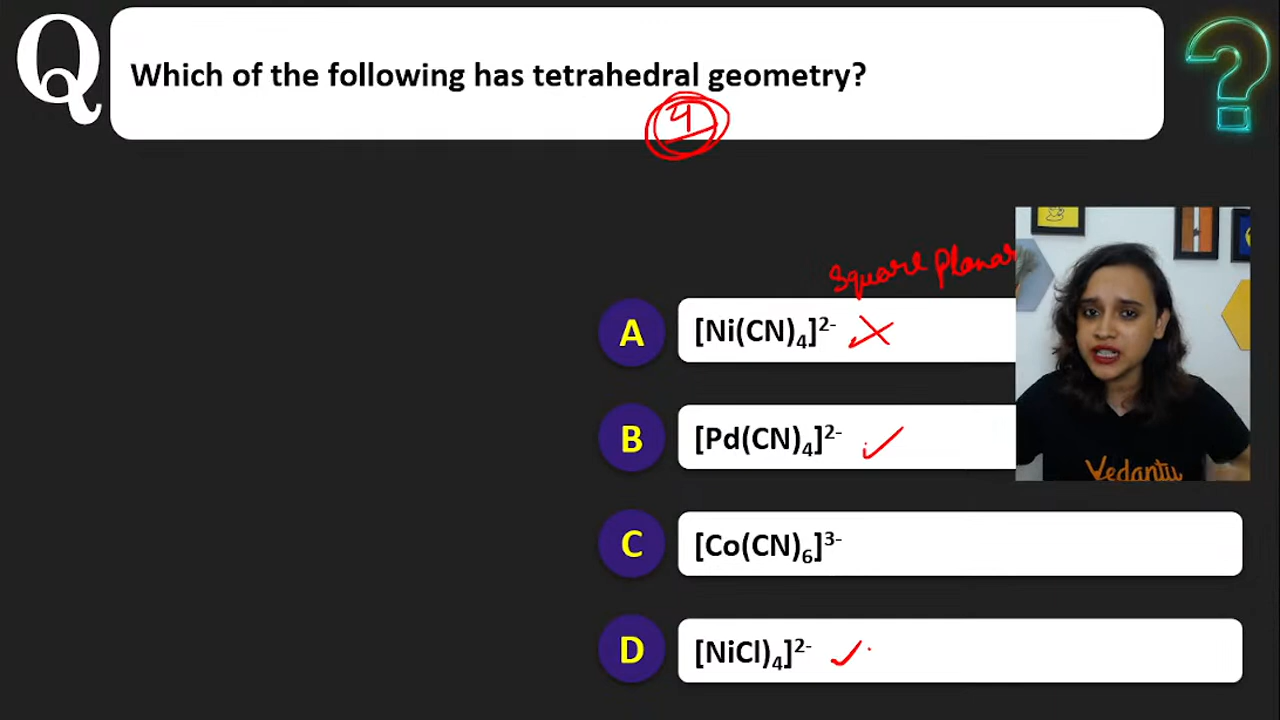 Q
Which of the following has tetrahedral geometry?
4
Square Planar
A [Ni(CN)₄]²⁻
B [Pd(CN)₄]²⁻
Vedantu
C [Co(CN)₆]³⁻
D [NiCl)₄]²⁻